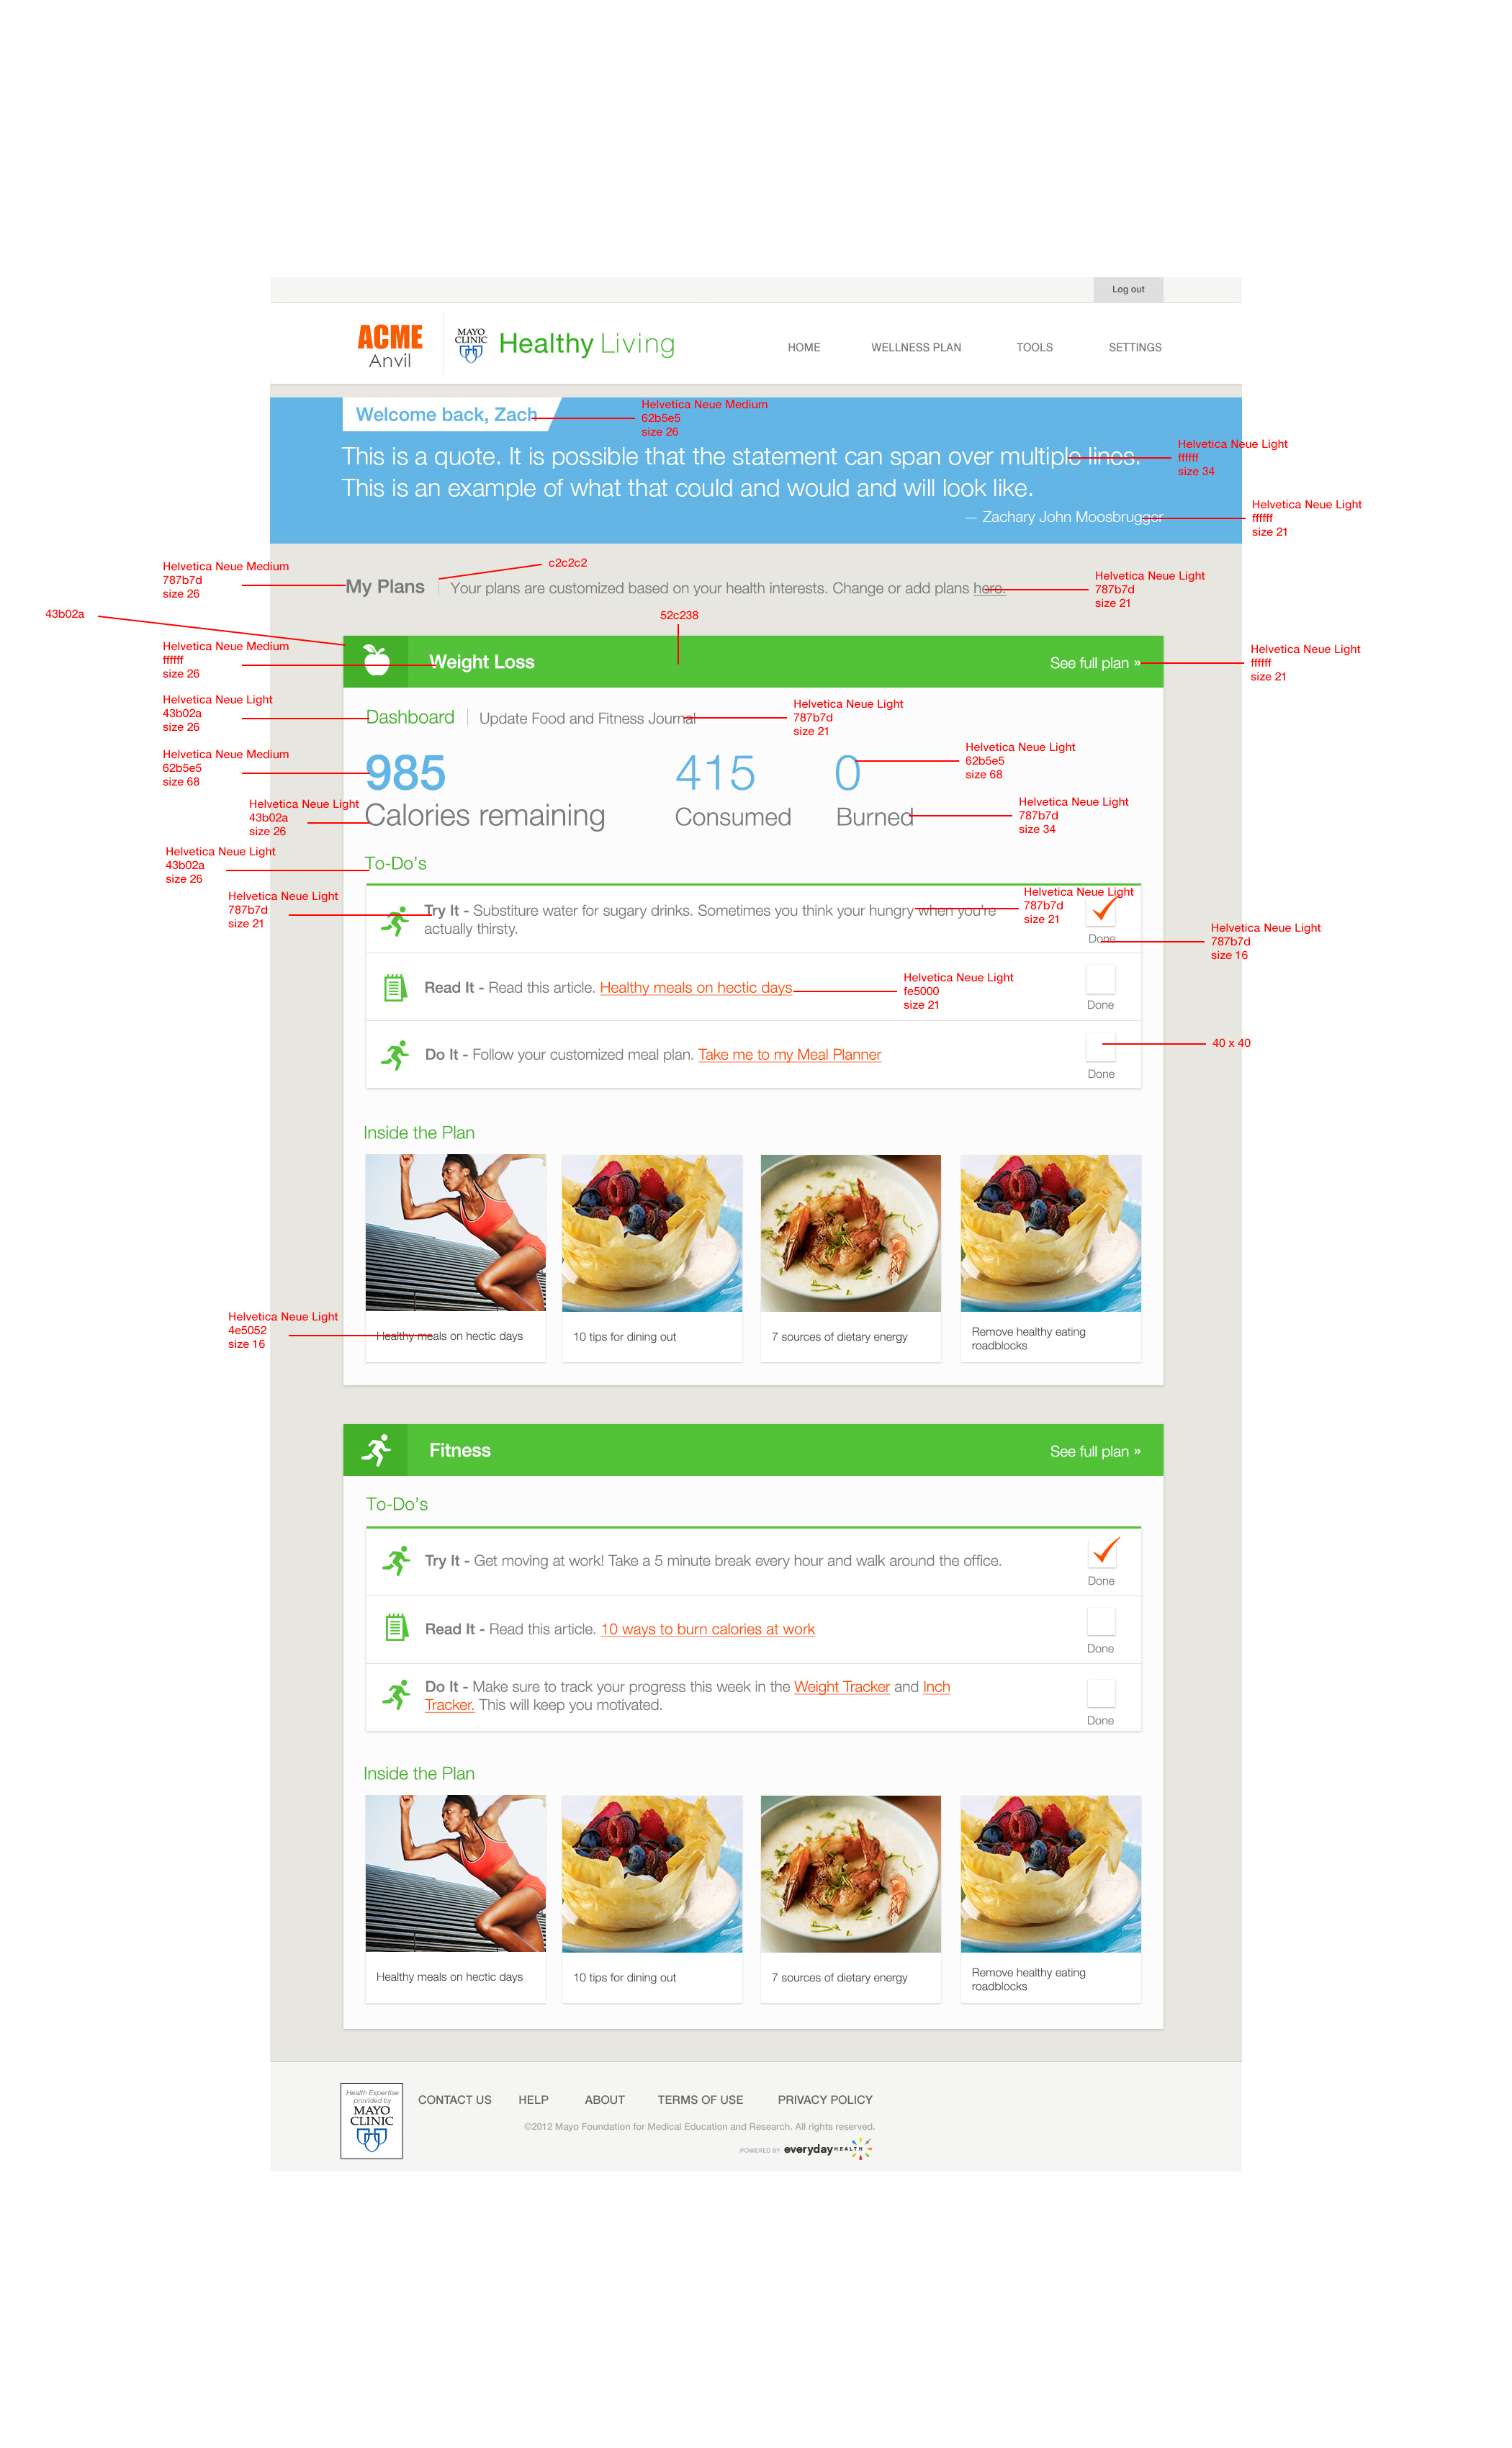 Log out
ACME
Anvil
MAYO
CLINIC
Healthy Living
HOME
WELLNESS PLAN
TOOLS
SETTINGS
Welcome back, Zach
Helvetica Neue Medium
62b5e5
size 26
This is a quote. It is possible that the statement can span over multiple lines.
Helvetica Neue Light
ffffff
size 34
This is an example of what that could and would and will look like.
— Zachary John Moosbrugger
Helvetica Neue Light
ffffff
size 21
Helvetica Neue Medium
787b7d
size 26
My Plans
c2c2c2
Your plans are customized based on your health interests. Change or add plans here.
Helvetica Neue Light
787b7d
size 21
43b02a
52c238
Helvetica Neue Medium
ffffff
size 26
Weight Loss
See full plan »
Helvetica Neue Light
ffffff
size 21
Helvetica Neue Light
43b02a
size 26
Dashboard
Update Food and Fitness Journal
Helvetica Neue Light
787b7d
size 21
Helvetica Neue Medium
62b5e5
size 68
985
415
0
Helvetica Neue Light
62b5e5
size 68
Helvetica Neue Light
43b02a
size 26
Calories remaining
Consumed
Burned
Helvetica Neue Light
787b7d
size 34
Helvetica Neue Light
43b02a
size 26
To-Do's
Helvetica Neue Light
787b7d
size 21
Try It - Substiture water for sugary drinks. Sometimes you think your hungry when you're
actually thirsty.
Helvetica Neue Light
787b7d
size 21
Done
Helvetica Neue Light
787b7d
size 16
Read It - Read this article. Healthy meals on hectic days
Helvetica Neue Light
fe5000
size 21
Done
Do It - Follow your customized meal plan. Take me to my Meal Planner
40 x 40
Done
Inside the Plan
Helvetica Neue Light
4e5052
size 16
Healthy meals on hectic days
10 tips for dining out
7 sources of dietary energy
Remove healthy eating
roadblocks
Fitness
See full plan »
To-Do's
Try It - Get moving at work! Take a 5 minute break every hour and walk around the office.
Done
Read It - Read this article. 10 ways to burn calories at work
Done
Do It - Make sure to track your progress this week in the Weight Tracker and Inch
Tracker. This will keep you motivated.
Done
Inside the Plan
Healthy meals on hectic days
10 tips for dining out
7 sources of dietary energy
Remove healthy eating
roadblocks
Health Expertise
provided by
MAYO
CLINIC
CONTACT US
HELP
ABOUT
TERMS OF USE
PRIVACY POLICY
©2012 Mayo Foundation for Medical Education and Research. All rights reserved.
POWERED BY everyday HEALTH